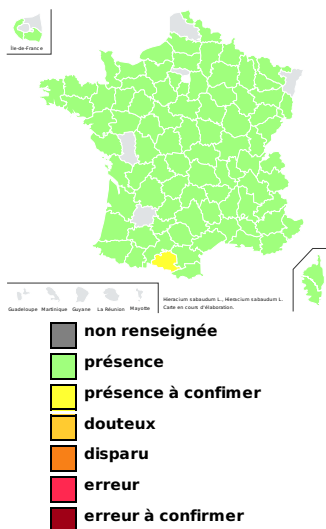 Île-de-France
Guadeloupe Martinique Guyane La Réunion Mayotte
Hieracium sabaudum L., Hieracium sabaudum L.
Carte en cours d'élaboration.
non renseignée
présence
présence à confimer
douteux
disparu
erreur
erreur à confirmer